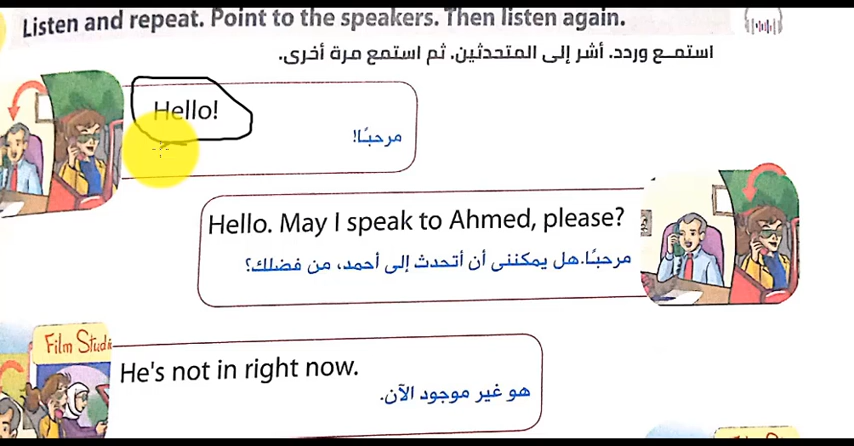 Listen and repeat. Point to the speakers. Then listen again.
استمع وردد. أشر إلى المتحدثين. ثم استمع مرة أخرى.
Hello!
مرحبًا!
Hello. May I speak to Ahmed, please?
مرحبًا. هل يمكننى أن أتحدث إلى أحمد، من فضلك؟
Film Studi
He's not in right now.
هو غير موجود الآن.